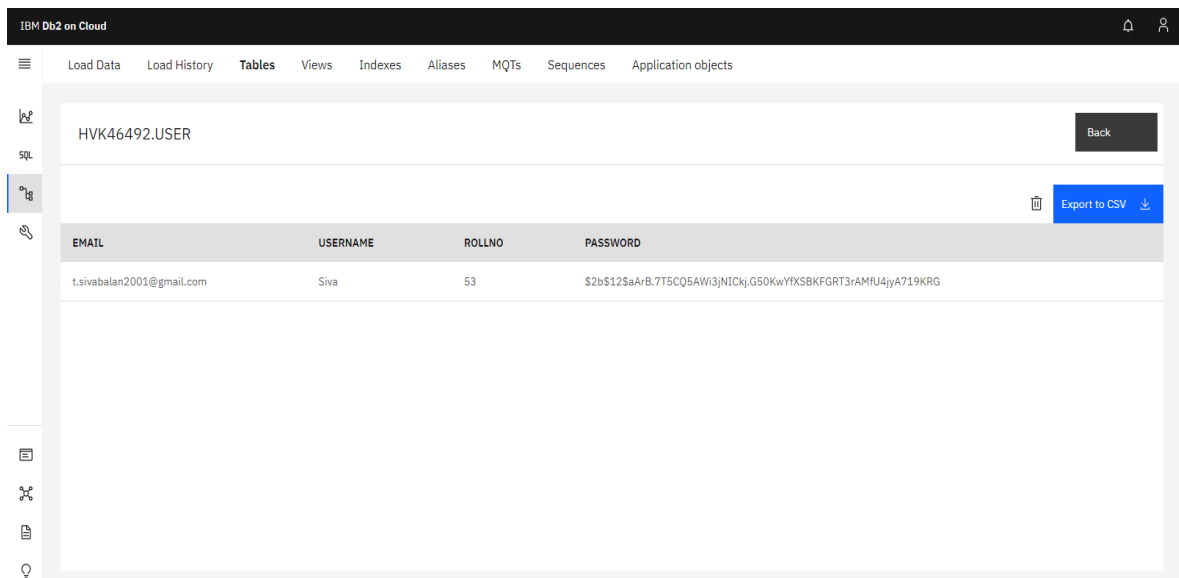 IBM Db2 on Cloud
Load Data Load History Tables Views Indexes Aliases MQTs Sequences Application objects
HVK46492.USER
Back
SQL
Export to CSV
EMAIL USERNAME ROLLNO PASSWORD
t.sivabalan2001@gmail.com Siva 53 $2b$12$aArB.7T5CQ5AWi3jNICkj.G50KwYfXSBKFGRT3rAMfU4jyA719KRG